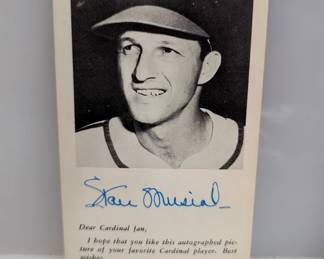 Stan Musial
Dear Cardinal fan,
I hope that you like this autographed pic-
ture of your favorite Cardinal player. Best
wishes